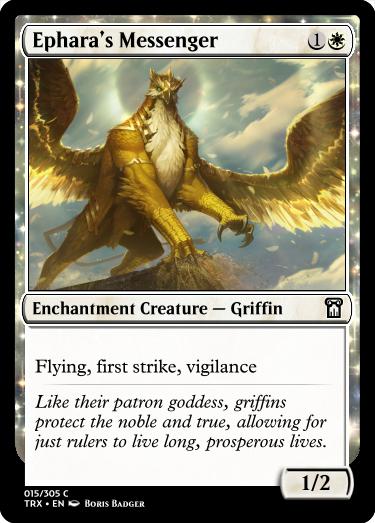 Ephara's Messenger 1
Enchantment Creature — Griffin
Flying, first strike, vigilance
Like their patron goddess, griffins
protect the noble and true, allowing for
just rulers to live long, prosperous lives.
1/2
015/305 C
TRX • EN Boris Badger